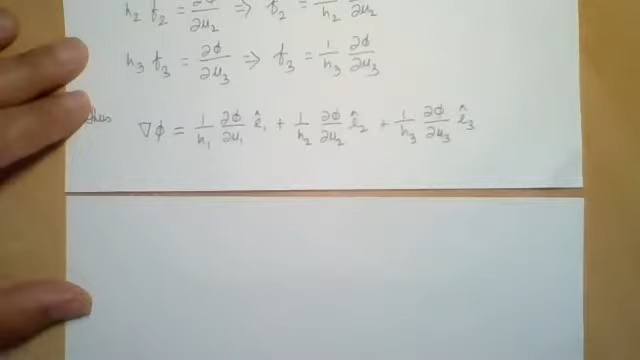 h₂ f₂ = ∂ϕ/∂u₂ ⇒ f₂ = 1/h₂ ∂ϕ/∂u₂
h₃ f₃ = ∂ϕ/∂u₃ ⇒ f₃ = 1/h₃ ∂ϕ/∂u₃
thus ∇ϕ = 1/h₁ ∂ϕ/∂u₁ ê₁ + 1/h₂ ∂ϕ/∂u₂ ê₂ + 1/h₃ ∂ϕ/∂u₃ ê₃